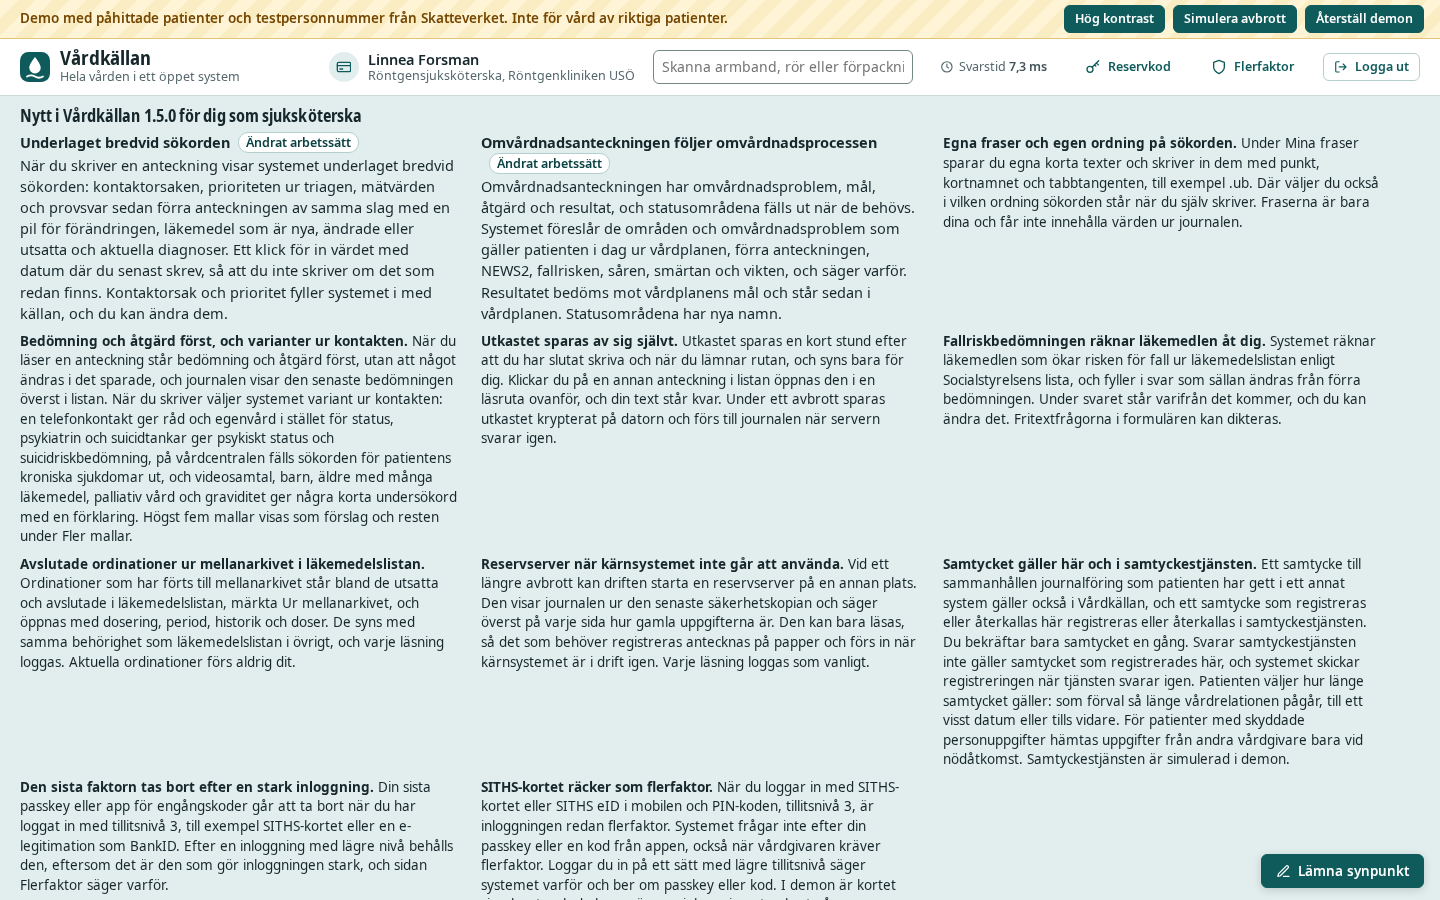 Demo med påhittade patienter och testpersonnummer från Skatteverket. Inte för vård av riktiga patienter.
Hög kontrast
Simulera avbrott
Återställ demon
Vårdkällan
Hela vården i ett öppet system
Linnea Forsman
Röntgensjuksköterska, Röntgenkliniken USÖ
Skanna armband, rör eller förpackni
Svarstid 7,3 ms
Reservkod
Flerfaktor
Logga ut
Nytt i Vårdkällan 1.5.0 för dig som sjuksköterska
Underlaget bredvid sökorden Ändrat arbetssätt
När du skriver en anteckning visar systemet underlaget bredvid
sökorden: kontaktorsaken, prioriteten ur triagen, mätvärden
och provsvar sedan förra anteckningen av samma slag med en
pil för förändringen, läkemedel som är nya, ändrade eller
utsatta och aktuella diagnoser. Ett klick för in värdet med
datum där du senast skrev, så att du inte skriver om det som
redan finns. Kontaktorsak och prioritet fyller systemet i med
källan, och du kan ändra dem.
Omvårdnadsanteckningen följer omvårdnadsprocessen
Ändrat arbetssätt
Omvårdnadsanteckningen har omvårdnadsproblem, mål,
åtgärd och resultat, och statusområdena fälls ut när de behövs.
Systemet föreslår de områden och omvårdnadsproblem som
gäller patienten i dag ur vårdplanen, förra anteckningen,
NEWS2, fallrisken, såren, smärtan och vikten, och säger varför.
Resultatet bedöms mot vårdplanens mål och står sedan i
vårdplanen. Statusområdena har nya namn.
Egna fraser och egen ordning på sökorden. Under Mina fraser
sparar du egna korta texter och skriver in dem med punkt,
kortnamnet och tabbtangenten, till exempel .ub. Där väljer du också
i vilken ordning sökorden står när du själv skriver. Fraserna är bara
dina och får inte innehålla värden ur journalen.
Bedömning och åtgärd först, och varianter ur kontakten. När du
läser en anteckning står bedömning och åtgärd först, utan att något
ändras i det sparade, och journalen visar den senaste bedömningen
överst i listan. När du skriver väljer systemet variant ur kontakten:
en telefonkontakt ger råd och egenvård i stället för status,
psykiatrin och suicidtankar ger psykiskt status och
suicidriskbedömning, på vårdcentralen fälls sökorden för patientens
kroniska sjukdomar ut, och videosamtal, barn, äldre med många
läkemedel, palliativ vård och graviditet ger några korta undersökord
med en förklaring. Högst fem mallar visas som förslag och resten
under Fler mallar.
Utkastet sparas av sig självt. Utkastet sparas en kort stund efter
att du har slutat skriva och när du lämnar rutan, och syns bara för
dig. Klickar du på en annan anteckning i listan öppnas den i en
läsruta ovanför, och din text står kvar. Under ett avbrott sparas
utkastet krypterat på datorn och förs till journalen när servern
svarar igen.
Fallriskbedömningen räknar läkemedlen åt dig. Systemet räknar
läkemedlen som ökar risken för fall ur läkemedelslistan enligt
Socialstyrelsens lista, och fyller i svar som sällan ändras från förra
bedömningen. Under svaret står varifrån det kommer, och du kan
ändra det. Fritextfrågorna i formulären kan dikteras.
Avslutade ordinationer ur mellanarkivet i läkemedelslistan.
Ordinationer som har förts till mellanarkivet står bland de utsatta
och avslutade i läkemedelslistan, märkta Ur mellanarkivet, och
öppnas med dosering, period, historik och doser. De syns med
samma behörighet som läkemedelslistan i övrigt, och varje läsning
loggas. Aktuella ordinationer förs aldrig dit.
Reservserver när kärnsystemet inte går att använda. Vid ett
längre avbrott kan driften starta en reservserver på en annan plats.
Den visar journalen ur den senaste säkerhetskopian och säger
överst på varje sida hur gamla uppgifterna är. Den kan bara läsas,
så det som behöver registreras antecknas på papper och förs in när
kärnsystemet är i drift igen. Varje läsning loggas som vanligt.
Samtycket gäller här och i samtyckestjänsten. Ett samtycke till
sammanhållen journalföring som patienten har gett i ett annat
system gäller också i Vårdkällan, och ett samtycke som registreras
eller återkallas här registreras eller återkallas i samtyckestjänsten.
Du bekräftar bara samtycket en gång. Svarar samtyckestjänsten
inte gäller samtycket som registrerades här, och systemet skickar
registreringen när tjänsten svarar igen. Patienten väljer hur länge
samtycket gäller: som förval så länge vårdrelationen pågår, till ett
visst datum eller tills vidare. För patienter med skyddade
personuppgifter hämtas uppgifter från andra vårdgivare bara vid
nödåtkomst. Samtyckestjänsten är simulerad i demon.
Den sista faktorn tas bort efter en stark inloggning. Din sista
passkey eller app för engångskoder går att ta bort när du har
loggat in med tillitsnivå 3, till exempel SITHS-kortet eller en e-
legitimation som BankID. Efter en inloggning med lägre nivå behålls
den, eftersom det är den som gör inloggningen stark, och sidan
Flerfaktor säger varför.
SITHS-kortet räcker som flerfaktor. När du loggar in med SITHS-
kortet eller SITHS eID i mobilen och PIN-koden, tillitsnivå 3, är
inloggningen redan flerfaktor. Systemet frågar inte efter din
passkey eller en kod från appen, också när vårdgivaren kräver
flerfaktor. Loggar du in på ett sätt med lägre tillitsnivå säger
systemet varför och ber om passkey eller kod. I demon är kortet
Lämna synpunkt